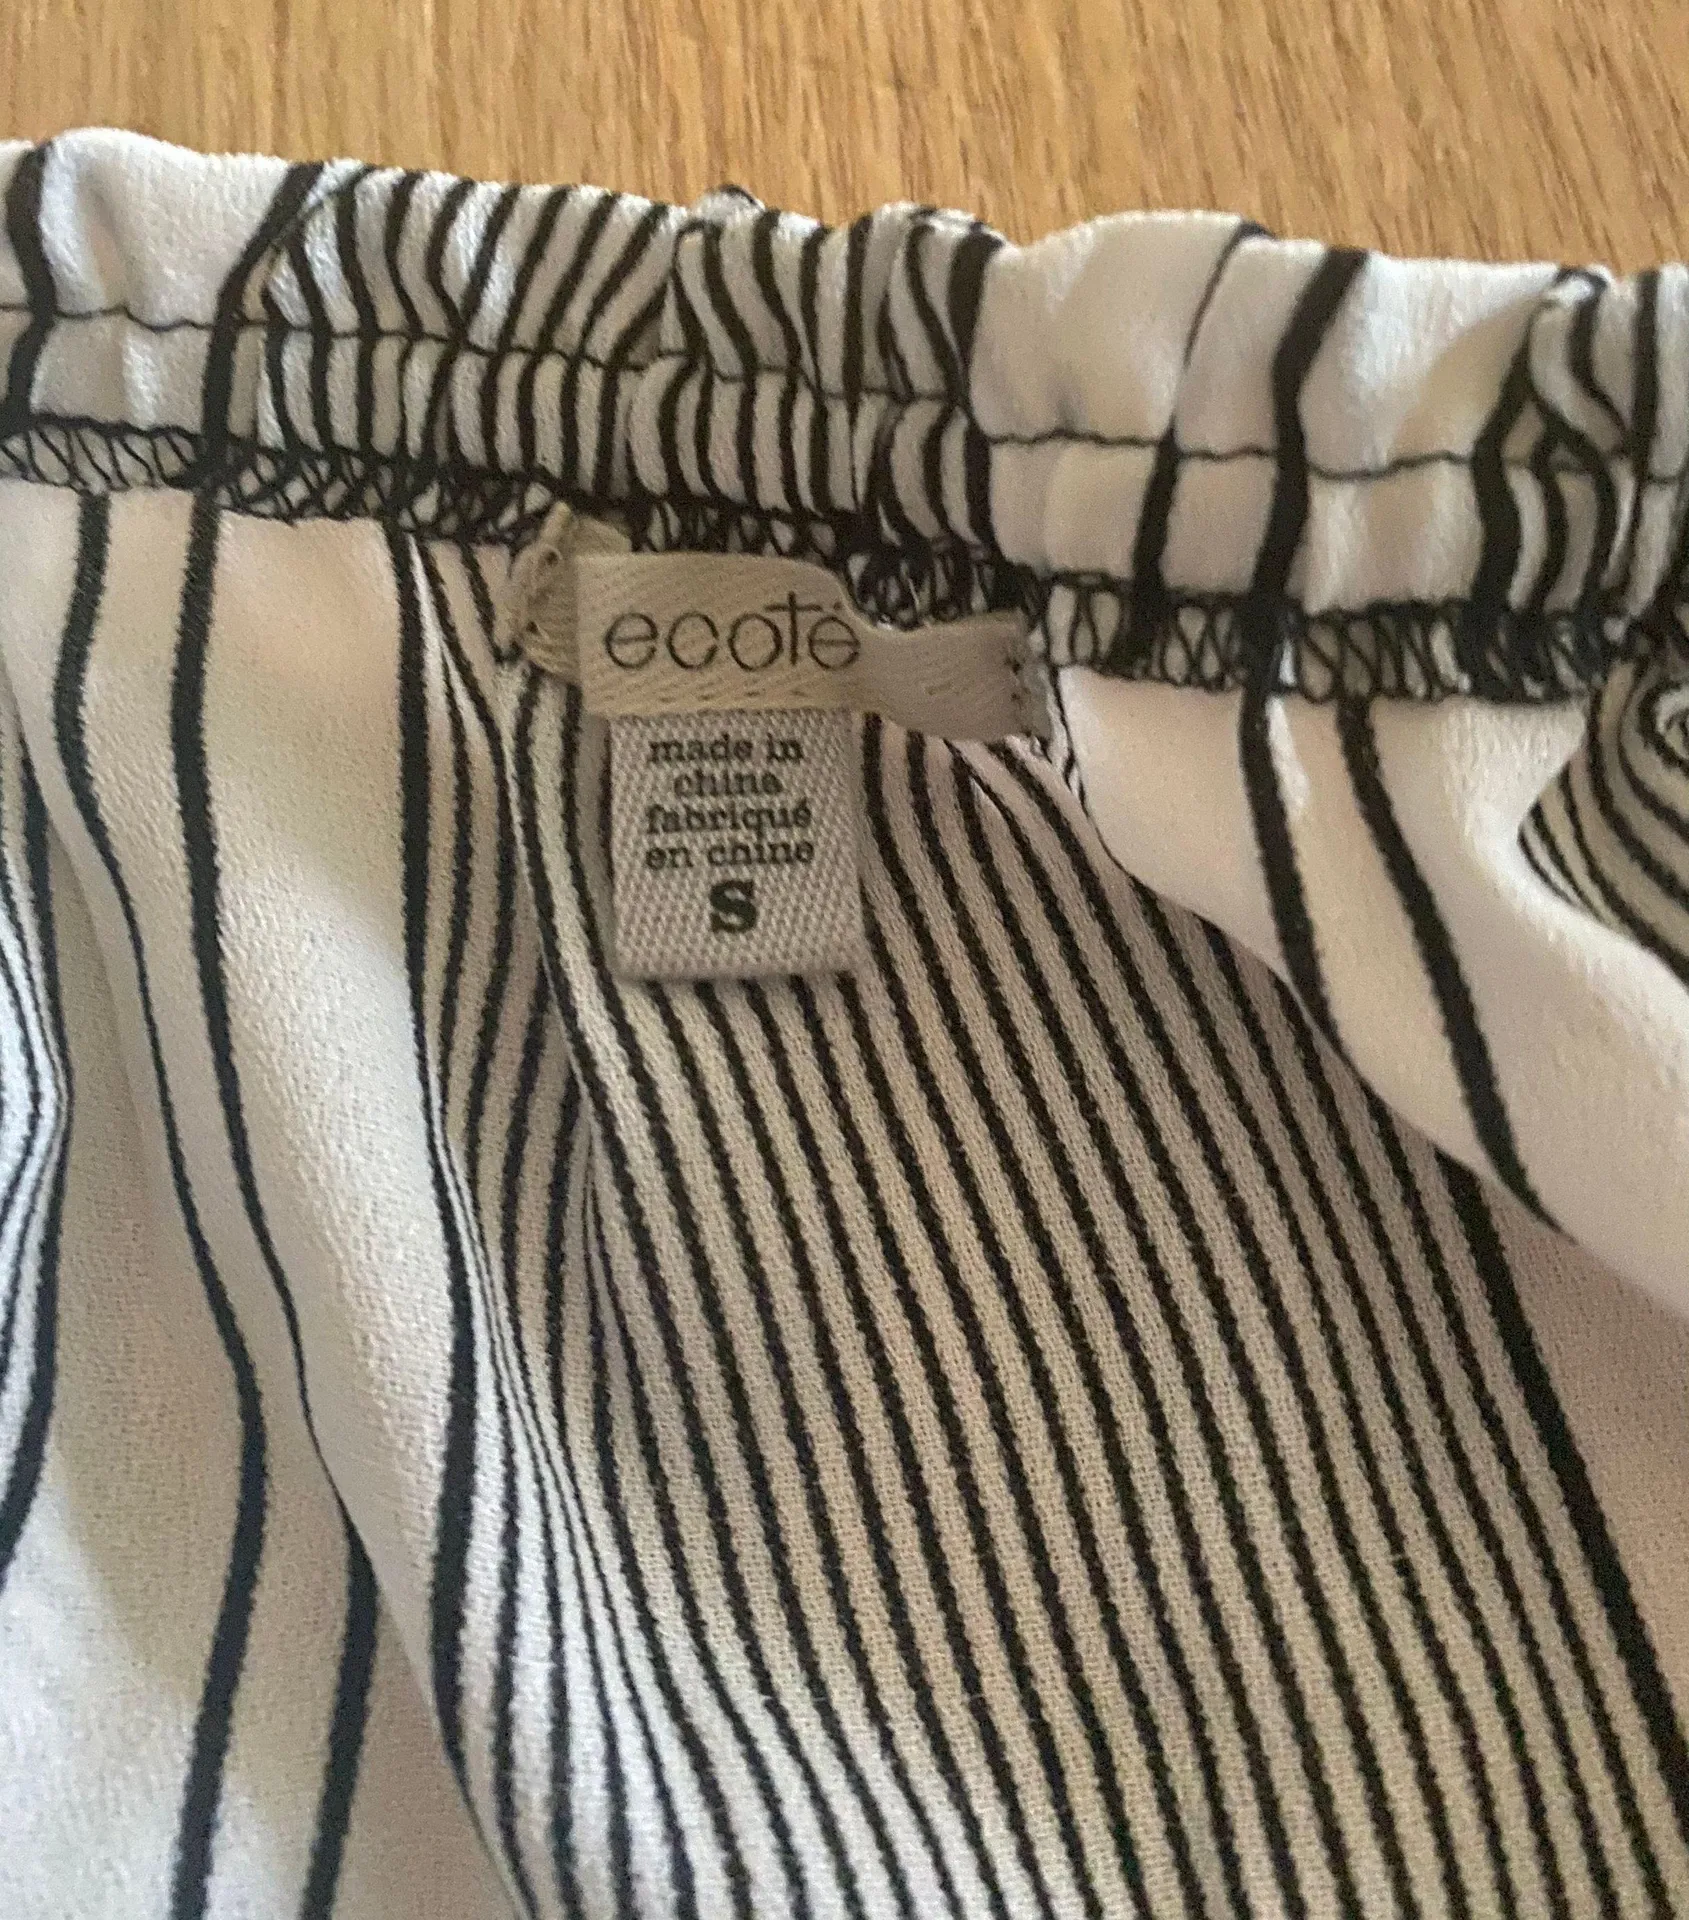 ecoté
made in
china
fabriqué
en chine
S